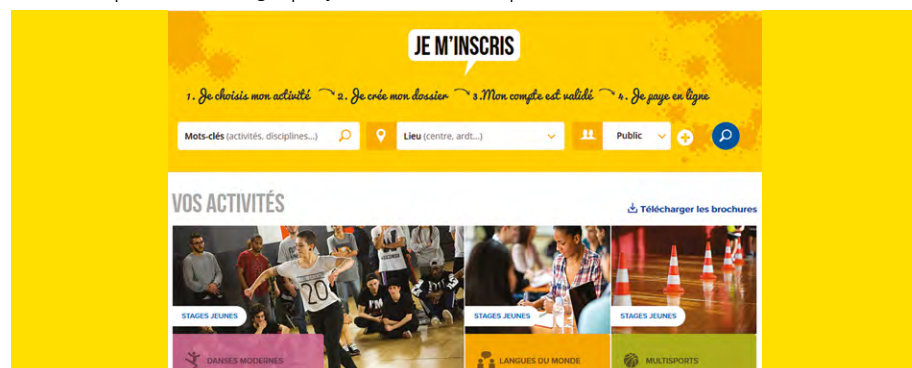 JE M'INSCRIS
1. Je choisis mon activité 2. Je crée mon dossier 3. Mon compte est validé 4. Je paye en ligne
Mots-clés (activités, disciplines...) Lieu (centre, ardt...) Public
VOS ACTIVITÉS
Télécharger les brochures
20
STAGES JEUNES STAGES JEUNES STAGES JEUNES
DANSES MODERNES LANGUES DU MONDE MULTISPORTS